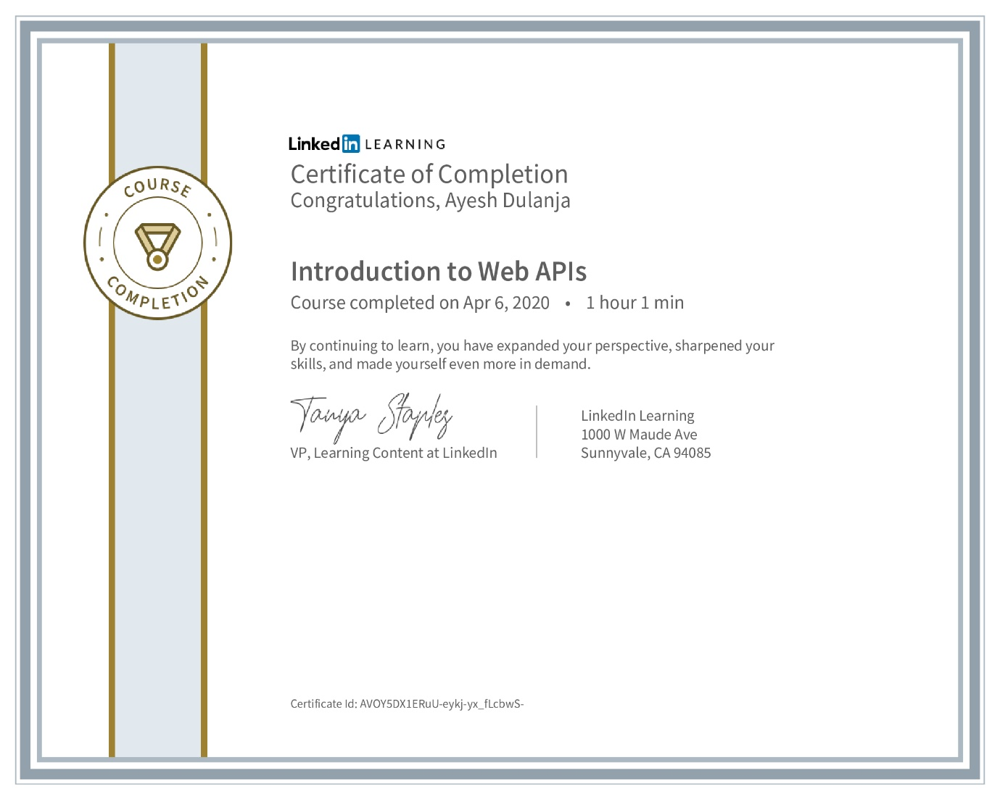 LinkedIn LEARNING
Certificate of Completion
Congratulations, Ayesh Dulanja
COURSE
COMPLETION
Introduction to Web APIs
Course completed on Apr 6, 2020 • 1 hour 1 min
By continuing to learn, you have expanded your perspective, sharpened your
skills, and made yourself even more in demand.
Tanya Staples
VP, Learning Content at LinkedIn
LinkedIn Learning
1000 W Maude Ave
Sunnyvale, CA 94085
Certificate Id: AVOY5DX1ERuU-eykj-yx_fLcbwS-